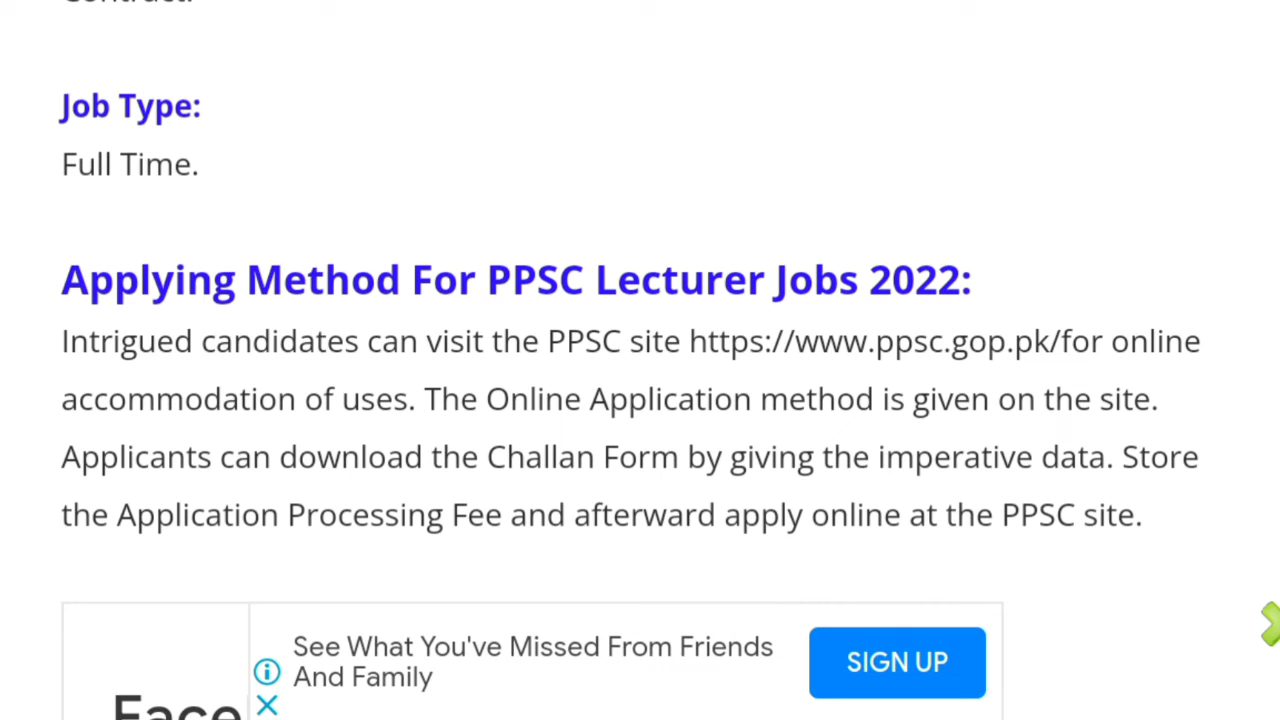 Contract.
Job Type:
Full Time.
Applying Method For PPSC Lecturer Jobs 2022:
Intrigued candidates can visit the PPSC site https://www.ppsc.gop.pk/for online
accommodation of uses. The Online Application method is given on the site.
Applicants can download the Challan Form by giving the imperative data. Store
the Application Processing Fee and afterward apply online at the PPSC site.
See What You've Missed From Friends
And Family
SIGN UP
Face